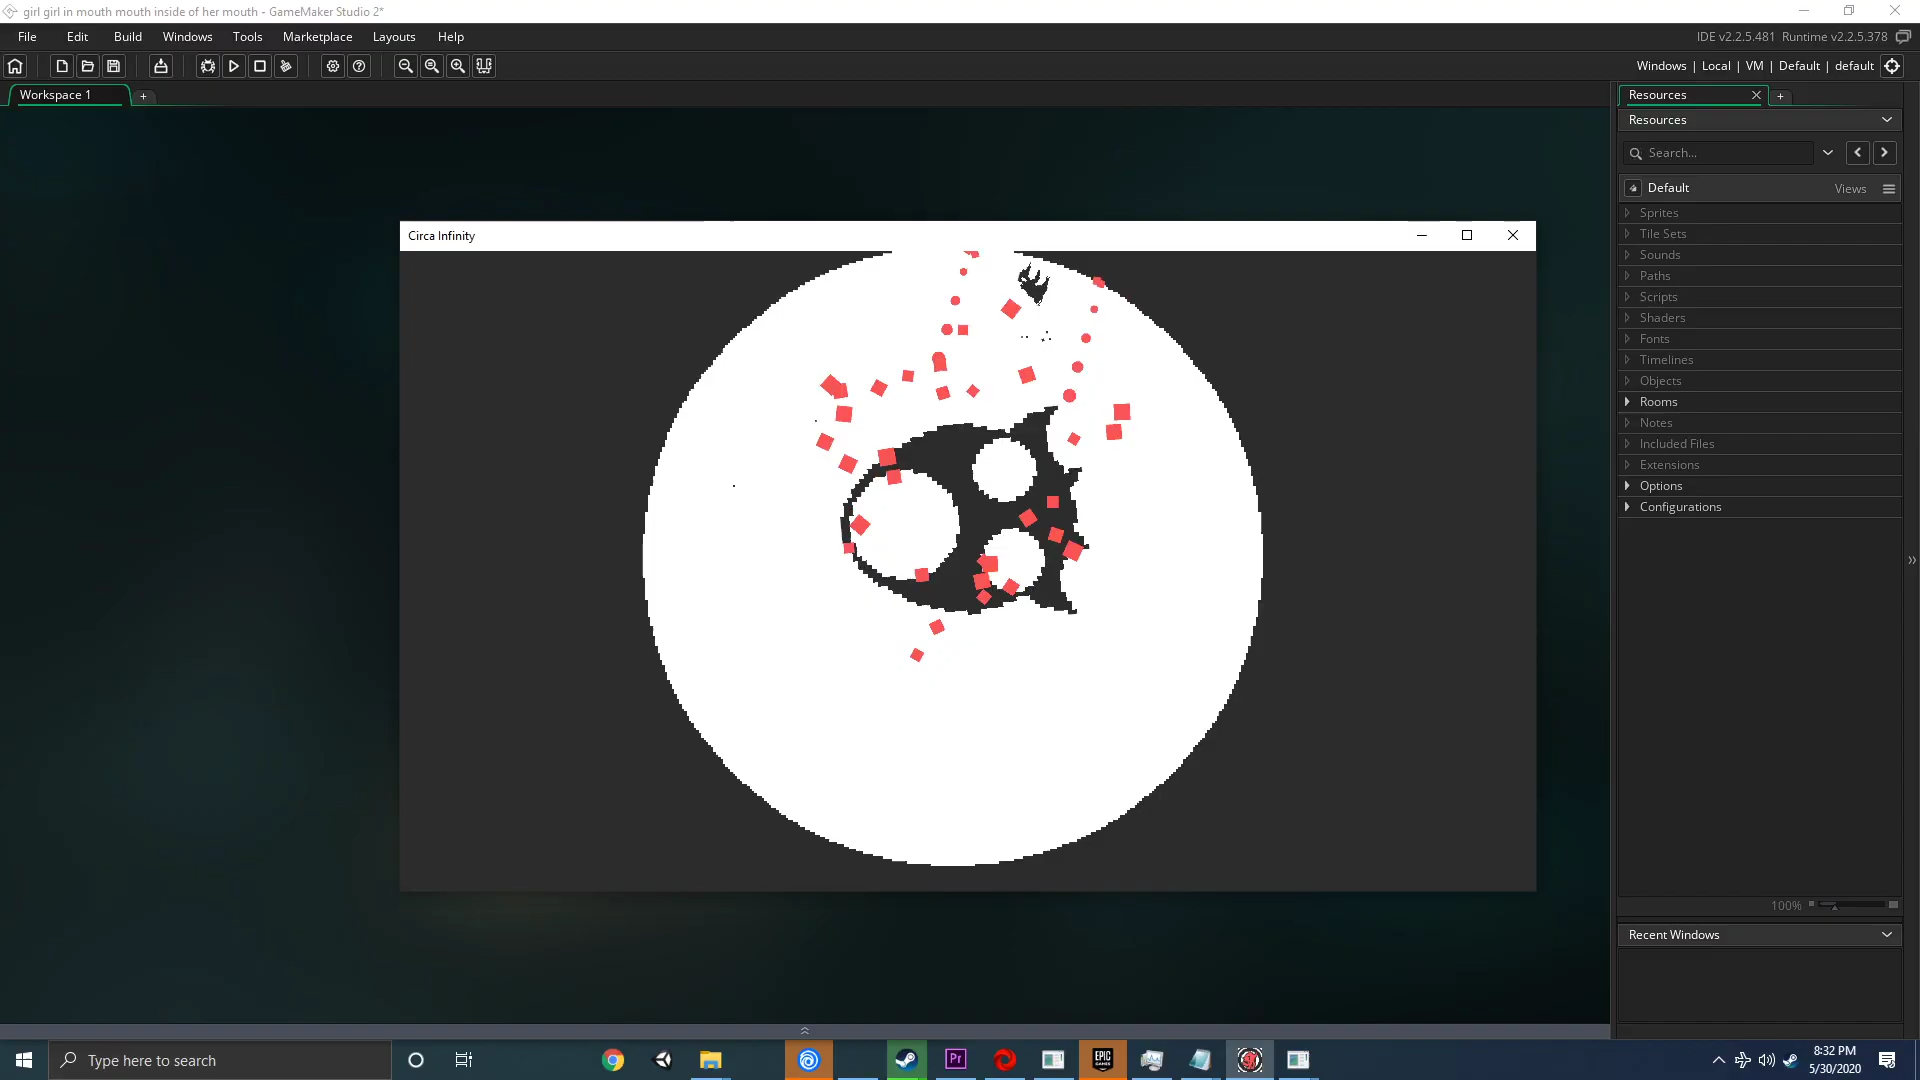 girl girl in mouth mouth inside of her mouth - GameMaker Studio 2*
File Edit Build Windows Tools Marketplace Layouts Help
IDE v2.2.5.481 Runtime v2.2.5.378
Windows | Local | VM | Default | default
Workspace 1
Resources
Resources
Search...
Default Views
Sprites
Tile Sets
Sounds
Paths
Scripts
Shaders
Fonts
Timelines
Objects
Rooms
Notes
Included Files
Extensions
Options
Configurations
Circa Infinity
100%
Recent Windows
Type here to search
Pr
EPIC
GAMES
8:32 PM
5/30/2020